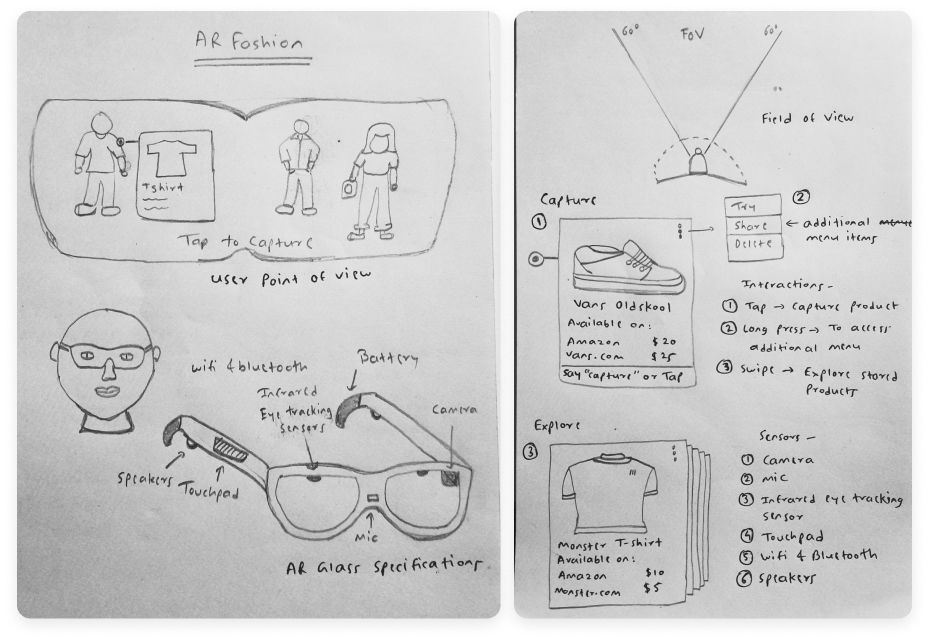 AR Fashion
Tshirt
Tap to Capture
User Point of View
wifi & bluetooth
Battery
Infrared
Eye tracking
sensors
Camera
Speakers
Touchpad
Mic
AR Glass Specifications
60°
FoV
60°
Field of View
Capture
①
Try
Share
Delete
②
← additional
menu items
Vans Oldskool
Available on:
Amazon $20
Vans.com $25
Say "capture" or Tap
Interactions -
① Tap → Capture product
② Long press → To access
additional menu
③ Swipe → Explore stored
Products
Explore
③
Monster T-shirt
Available on:
Amazon $10
monster.com $5
Sensors -
① Camera
② Mic
③ Infrared eye tracking
sensor
④ Touchpad
⑤ Wifi & Bluetooth
⑥ Speakers